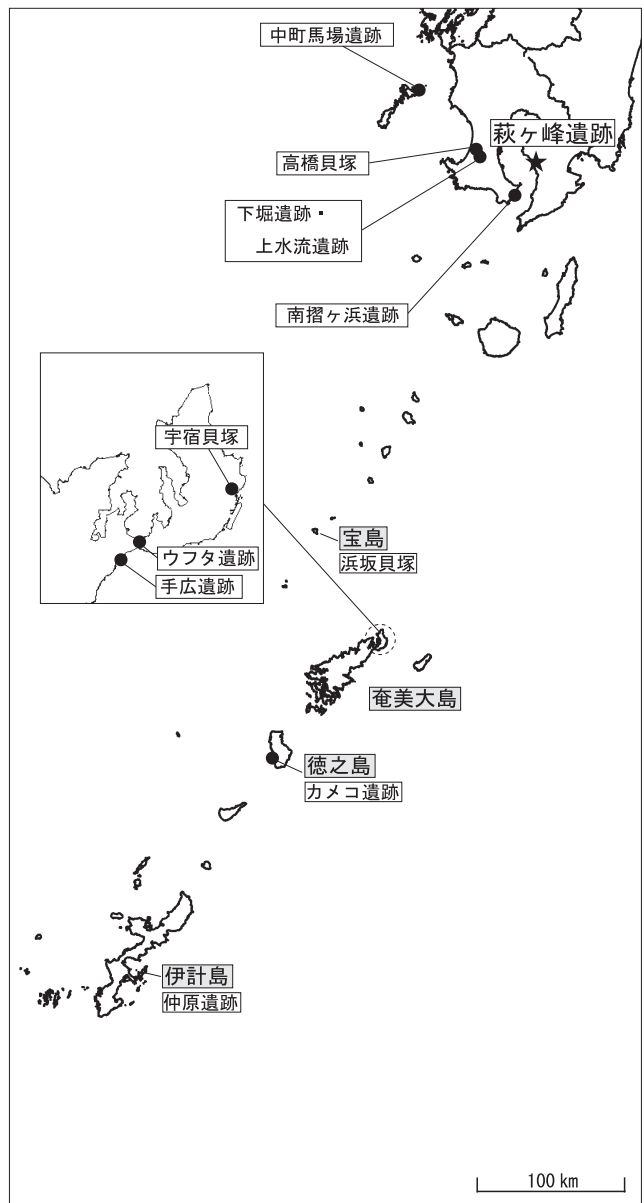 中町馬場遺跡
萩ヶ峰遺跡
高橋貝塚
下堀遺跡・
上水流遺跡
南摺ヶ浜遺跡
宇宿貝塚
ウフタ遺跡
手広遺跡
宝島
浜坂貝塚
奄美大島
徳之島
カメコ遺跡
伊計島
仲原遺跡
100 km